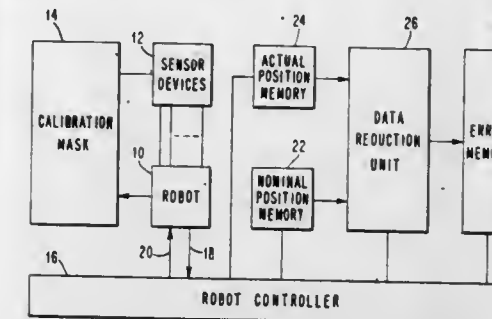 14
12
24
26
SENSOR
DEVICES
ACTUAL
POSITION
MEMORY
CALIBRATION
MASK
DATA
REDUCTION
UNIT
10
22
ROBOT
NOMINAL
POSITION
MEMORY
16
20
18
ROBOT CONTROLLER